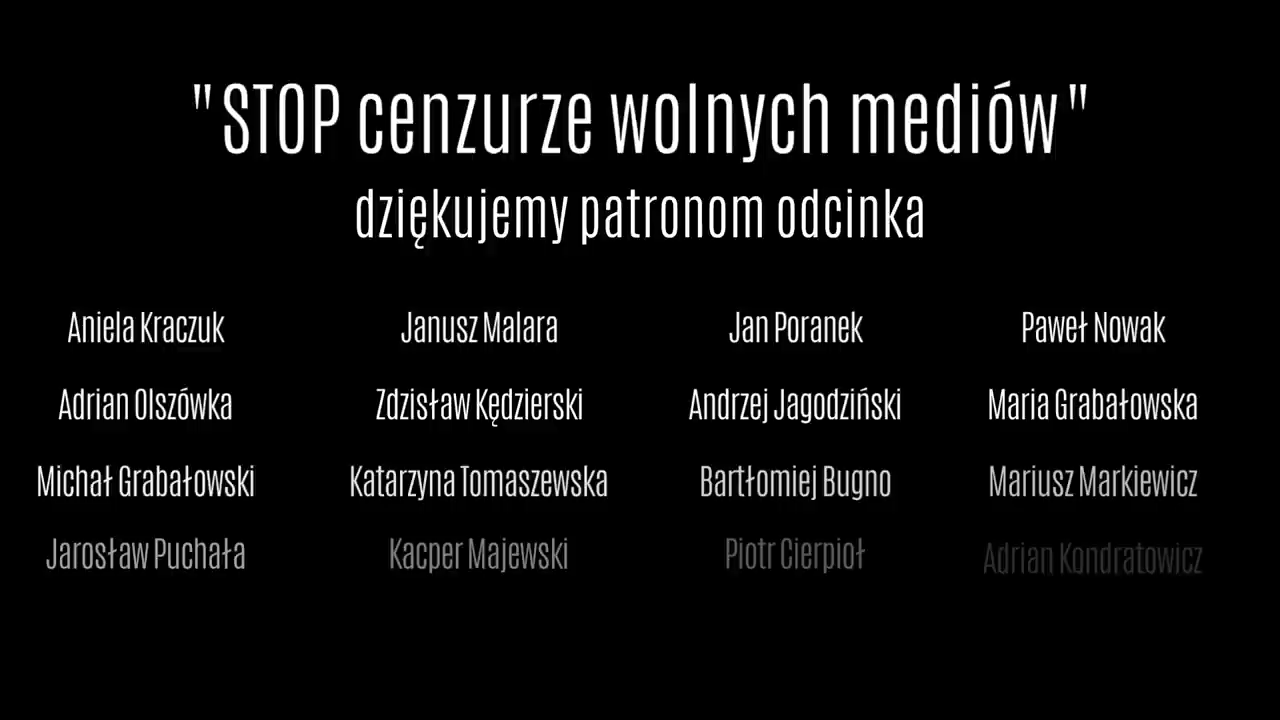 "STOP cenzurze wolnych mediów"
dziękujemy patronom odcinka
Aniela Kraczuk Janusz Malara Jan Poranek Paweł Nowak
Adrian Olszówka Zdzisław Kędzierski Andrzej Jagodziński Maria Grabałowska
Michał Grabałowski Katarzyna Tomaszewska Bartłomiej Bugno Mariusz Markiewicz
Jarosław Puchała Kacper Majewski Piotr Cierpioł Adrian Kondratowicz